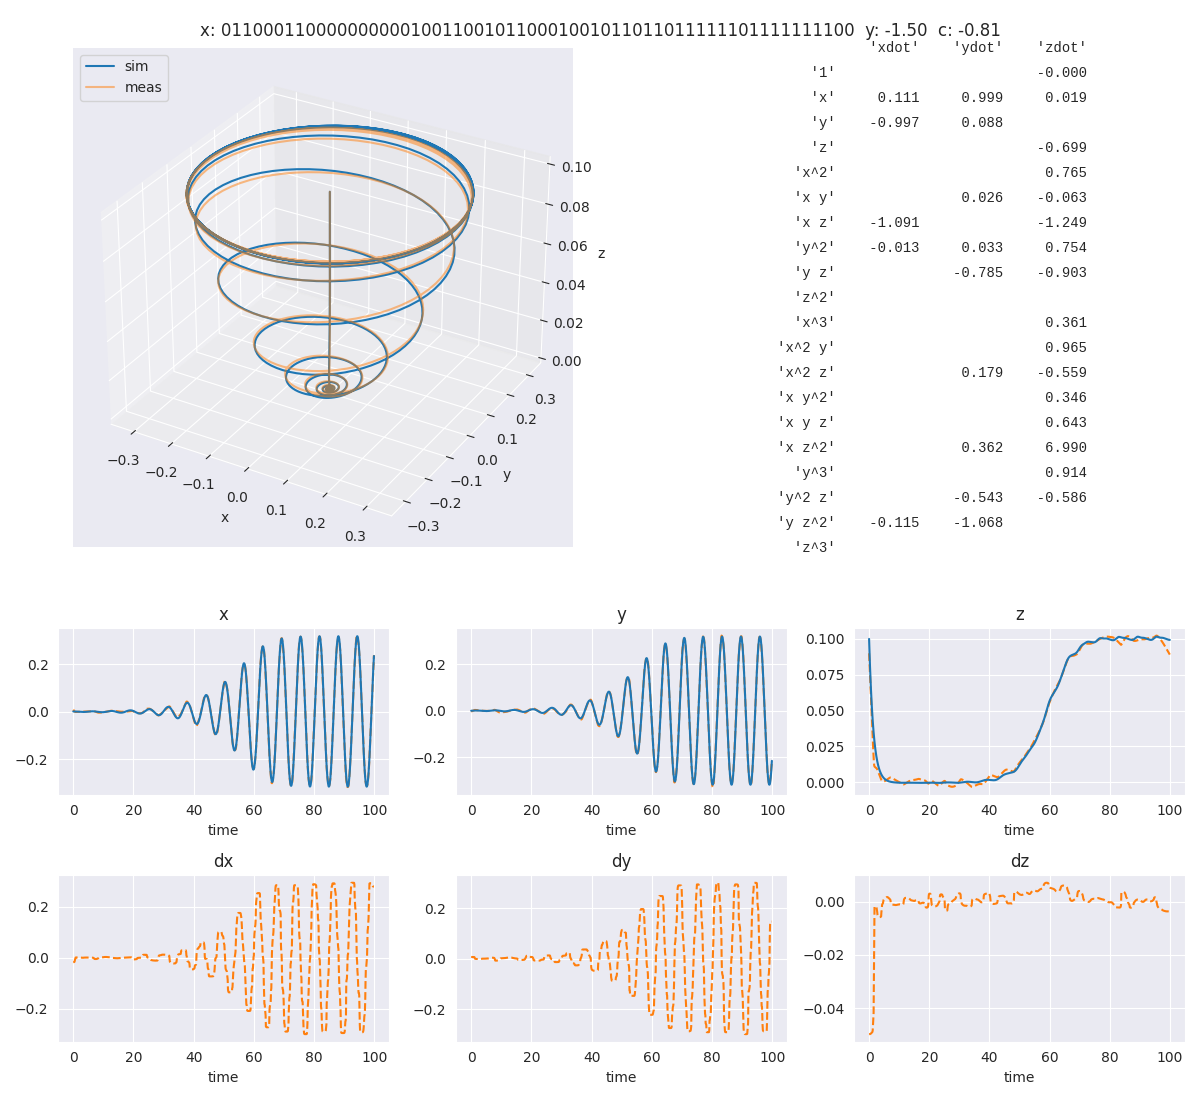 x: 011000110000000000100110010110001001011011011111101111111100  y: -1.50  c: -0.81
sim
meas
0.10
0.08
0.06
0.04
0.02
0.00
z
−0.3
−0.2
−0.1
0.0
0.1
0.2
0.3
x
−0.3
−0.2
−0.1
0.0
0.1
0.2
0.3
y
'xdot' 'ydot' 'zdot'
'1' -0.000
'x' 0.111 0.999 0.019
'y' -0.997 0.088
'z' -0.699
'x^2' 0.765
'x y' 0.026 -0.063
'x z' -1.091 -1.249
'y^2' -0.013 0.033 0.754
'y z' -0.785 -0.903
'z^2'
'x^3' 0.361
'x^2 y' 0.965
'x^2 z' 0.179 -0.559
'x y^2' 0.346
'x y z' 0.643
'x z^2' 0.362 6.990
'y^3' 0.914
'y^2 z' -0.543 -0.586
'y z^2' -0.115 -1.068
'z^3'
x
0.2
0.0
−0.2
0 20 40 60 80 100
time
y
0.2
0.0
−0.2
0 20 40 60 80 100
time
z
0.100
0.075
0.050
0.025
0.000
0 20 40 60 80 100
time
dx
0.2
0.0
−0.2
0 20 40 60 80 100
time
dy
0.2
0.0
−0.2
0 20 40 60 80 100
time
dz
0.00
−0.02
−0.04
0 20 40 60 80 100
time